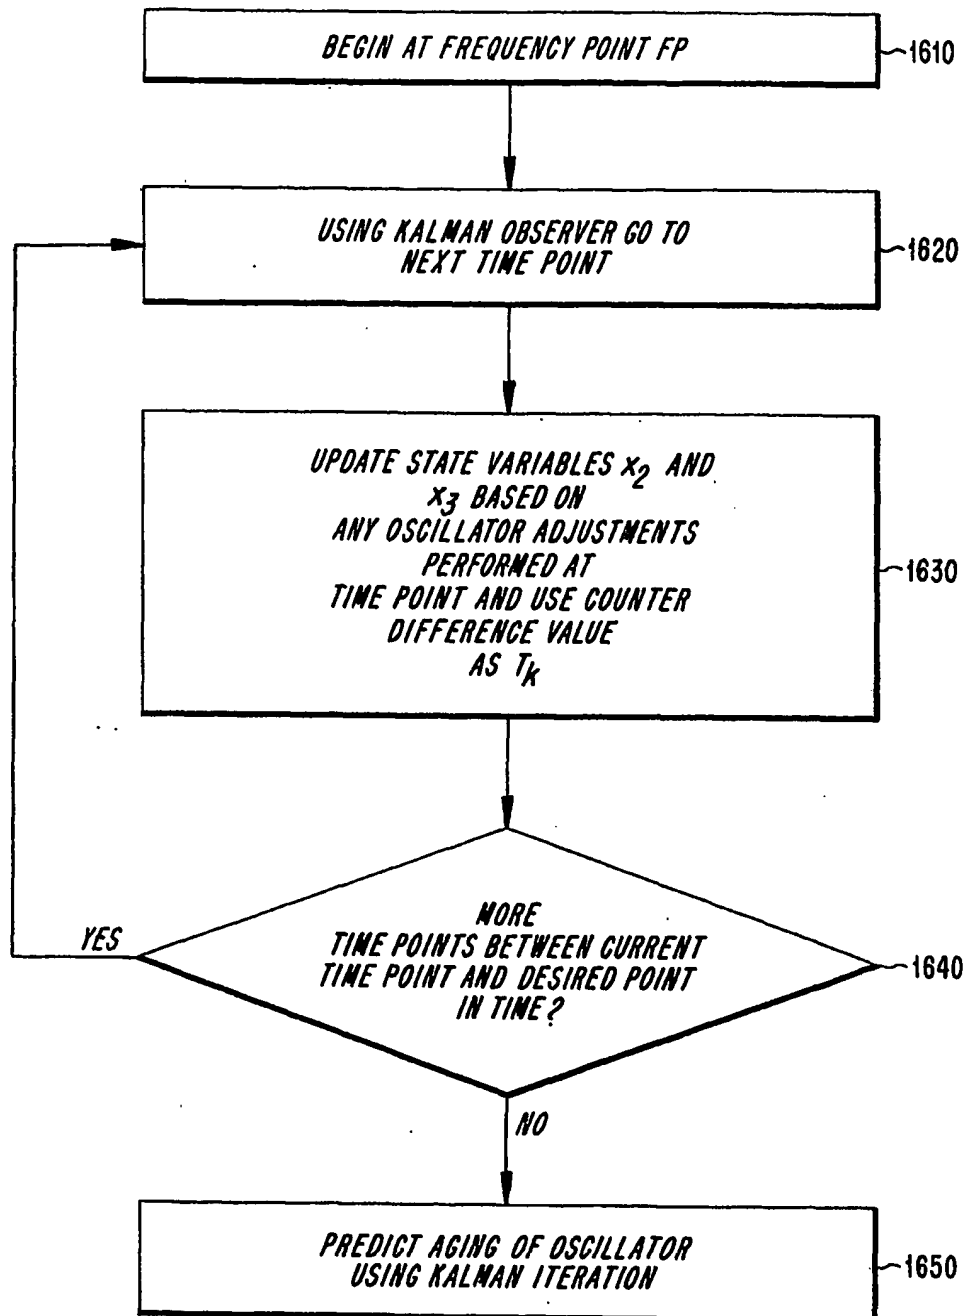 BEGIN AT FREQUENCY POINT FP
1610
USING KALMAN OBSERVER GO TO
NEXT TIME POINT
1620
UPDATE STATE VARIABLES x2 AND
x3 BASED ON
ANY OSCILLATOR ADJUSTMENTS
PERFORMED AT
TIME POINT AND USE COUNTER
DIFFERENCE VALUE
AS Tk
1630
YES
MORE
TIME POINTS BETWEEN CURRENT
TIME POINT AND DESIRED POINT
IN TIME?
1640
NO
PREDICT AGING OF OSCILLATOR
USING KALMAN ITERATION
1650